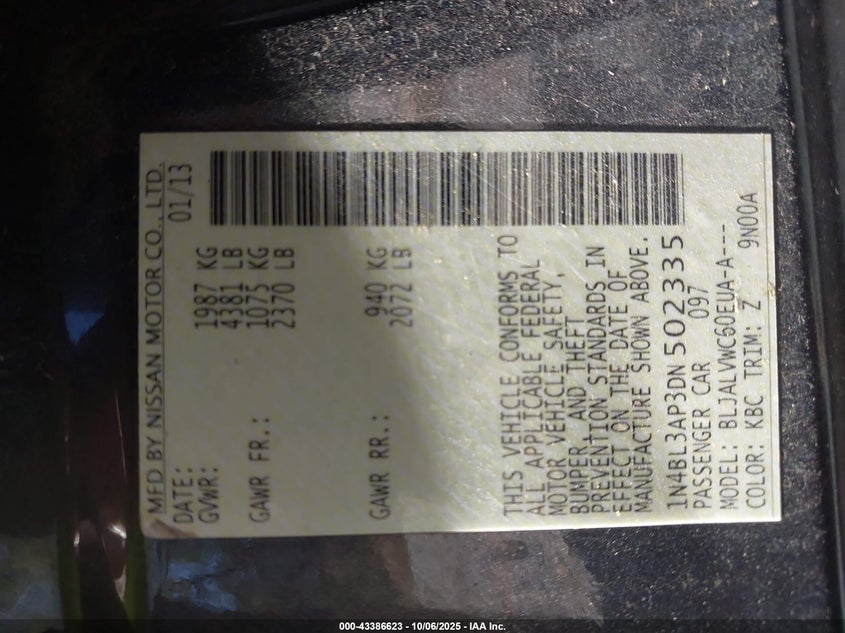 MFD BY NISSAN MOTOR CO., LTD.
DATE: 01/13
GVWR: 1987 KG
4381 LB
GAWR FR.: 1075 KG
2370 LB
GAWR RR.: 940 KG
2072 LB
THIS VEHICLE CONFORMS TO
ALL APPLICABLE FEDERAL
MOTOR VEHICLE SAFETY,
BUMPER, AND THEFT
PREVENTION STANDARDS IN
EFFECT ON THE DATE OF
MANUFACTURE SHOWN ABOVE.
1N4BL3AP3DN502335
PASSENGER CAR 097
MODEL: BLJALVWC60EUA-A---
COLOR: KBC TRIM: Z 9N00A
000-43386623 - 10/06/2025 - IAA Inc.